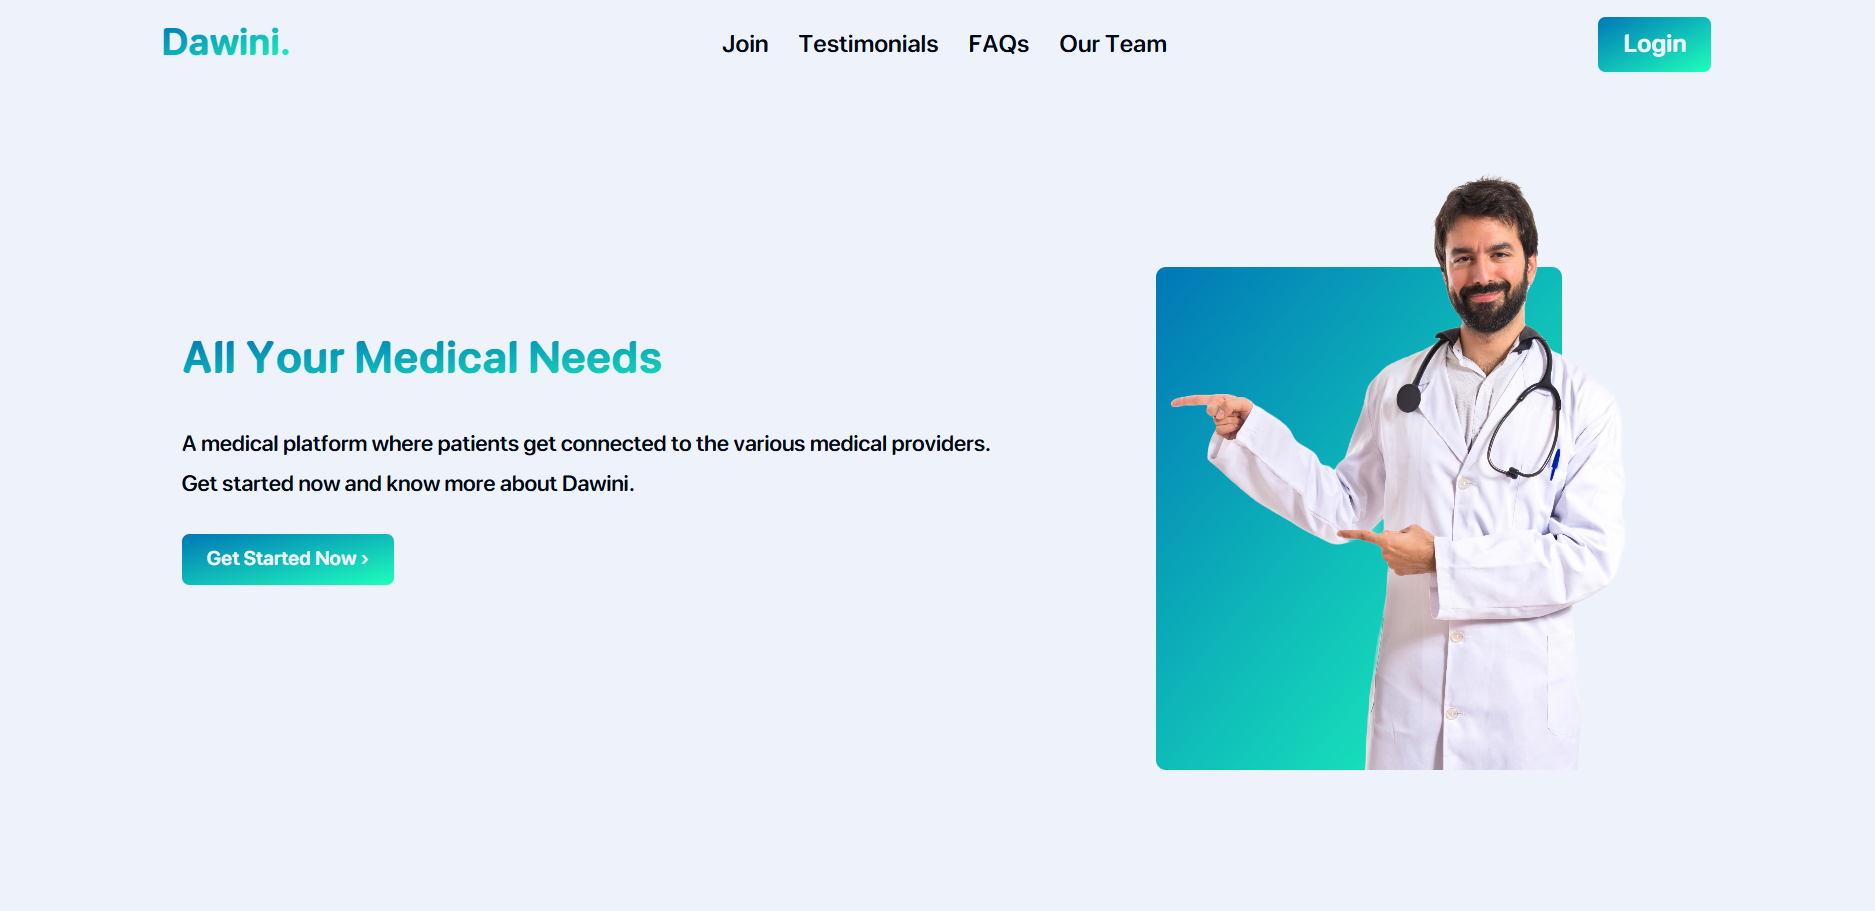 Dawini.
Join Testimonials FAQs Our Team
Login
All Your Medical Needs
A medical platform where patients get connected to the various medical providers.
Get started now and know more about Dawini.
Get Started Now ›